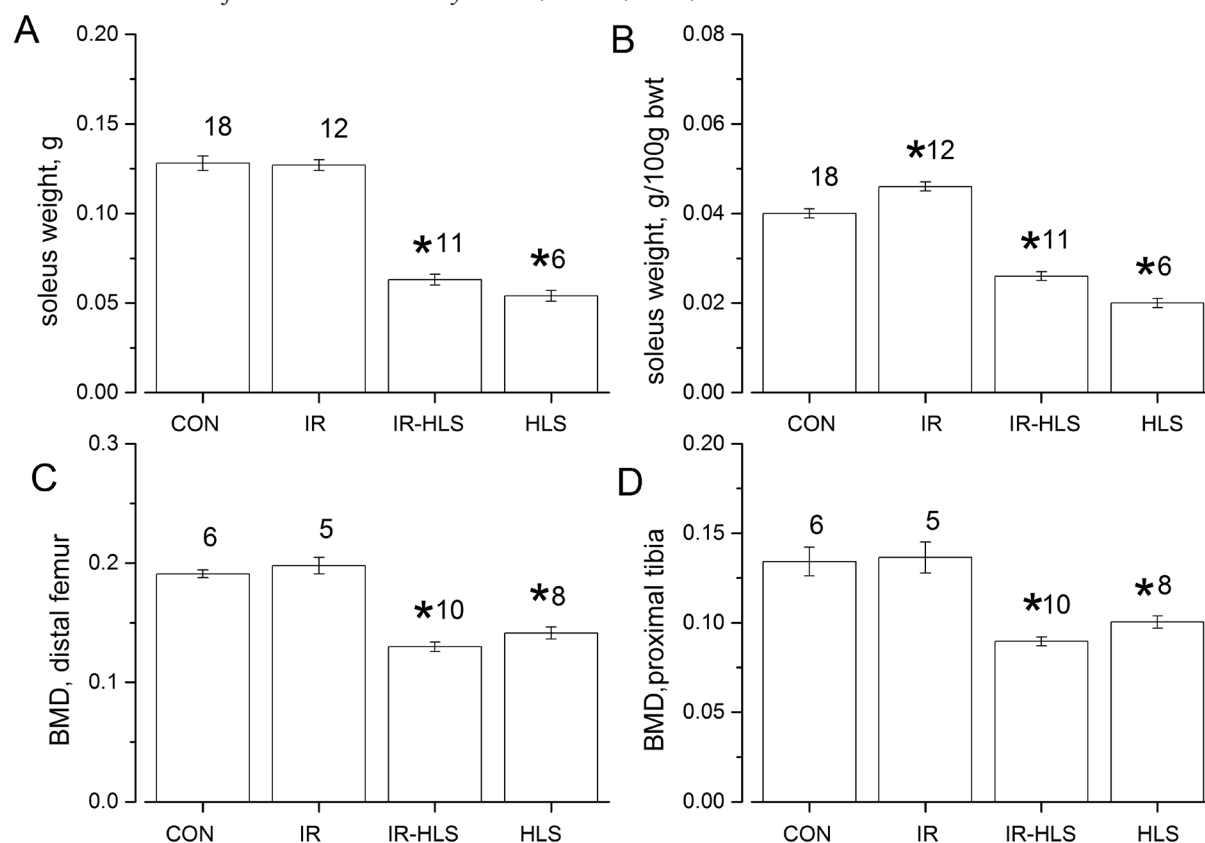 A
soleus weight, g
0.20
0.15
0.10
0.05
0.00
18
12
*11
*6
CON IR IR-HLS HLS
B
soleus weight, g/100g bwt
0.08
0.06
0.04
0.02
0.00
18
*12
*11
*6
CON IR IR-HLS HLS
C
BMD, distal femur
0.3
0.2
0.1
0.0
6
5
*10
*8
CON IR IR-HLS HLS
D
BMD,proximal tibia
0.20
0.15
0.10
0.05
0.00
6
5
*10
*8
CON IR IR-HLS HLS